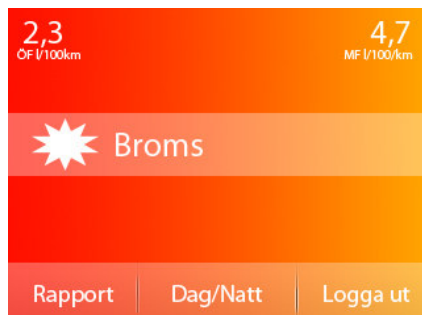 2,3
ÖF l/100km
4,7
MF l/100/km
Broms
Rapport
Dag/Natt
Logga ut